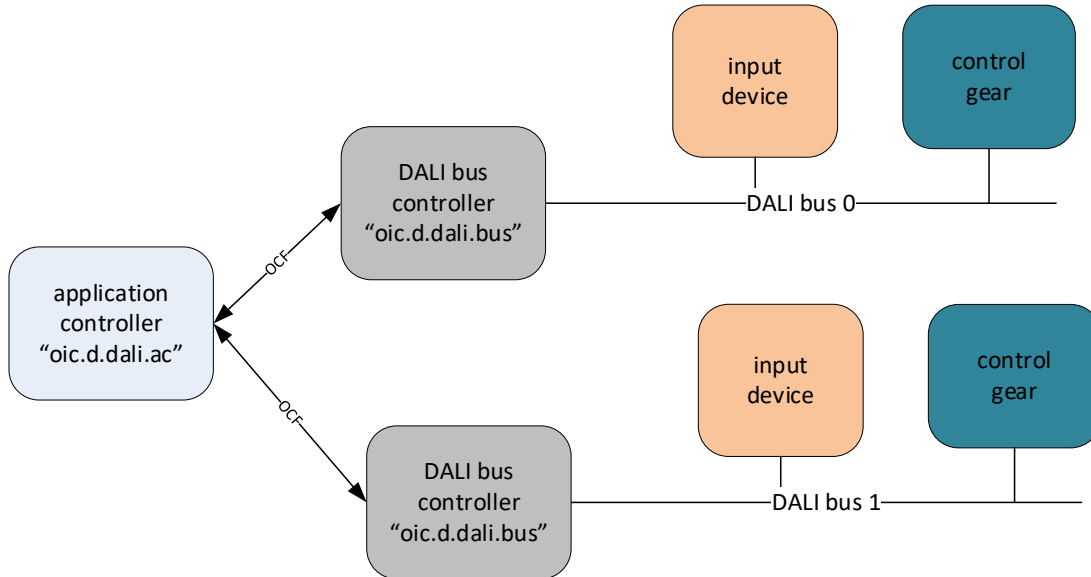 input
device
control
gear
DALI bus
controller
“oic.d.dali.bus”
DALI bus 0
OCF
application
controller
“oic.d.dali.ac”
OCF
input
device
control
gear
DALI bus
controller
“oic.d.dali.bus”
DALI bus 1